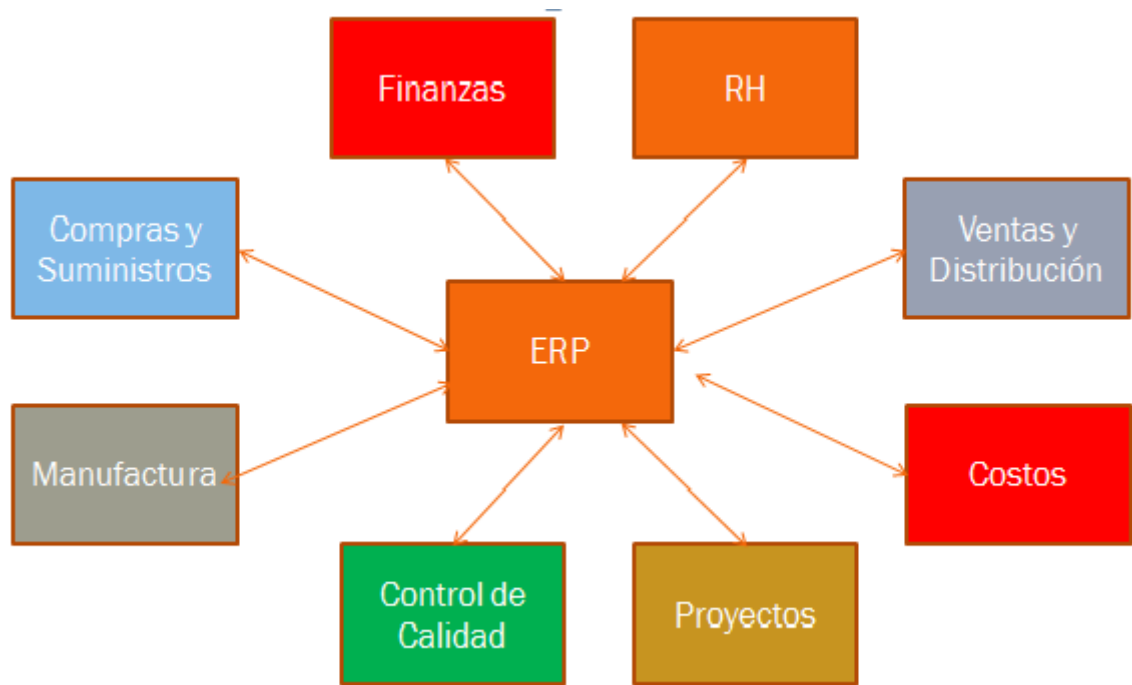 Finanzas
RH
Compras y
Suministros
Ventas y
Distribución
ERP
Manufactura
Costos
Control de
Calidad
Proyectos